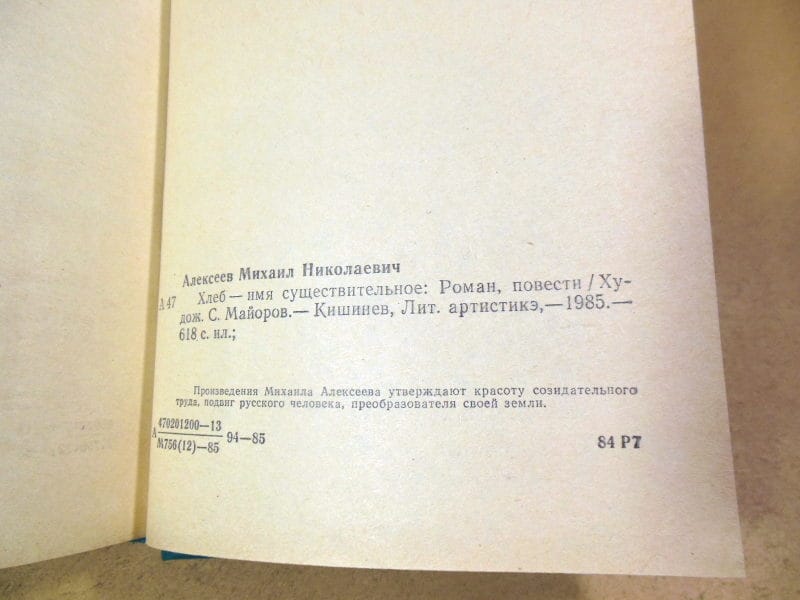 Алексеев Михаил Николаевич
А 47 Хлеб — имя существительное: Роман, повести / Ху-
дож. С. Майоров.— Кишинев, Лит. артистикэ,—1985.—
618 с. ил.;
Произведения Михаила Алексеева утверждают красоту созидательного
труда, подвиг русского человека, преобразователя своей земли.
А 470201200—13
М756(12)—85 94—85
84 Р7